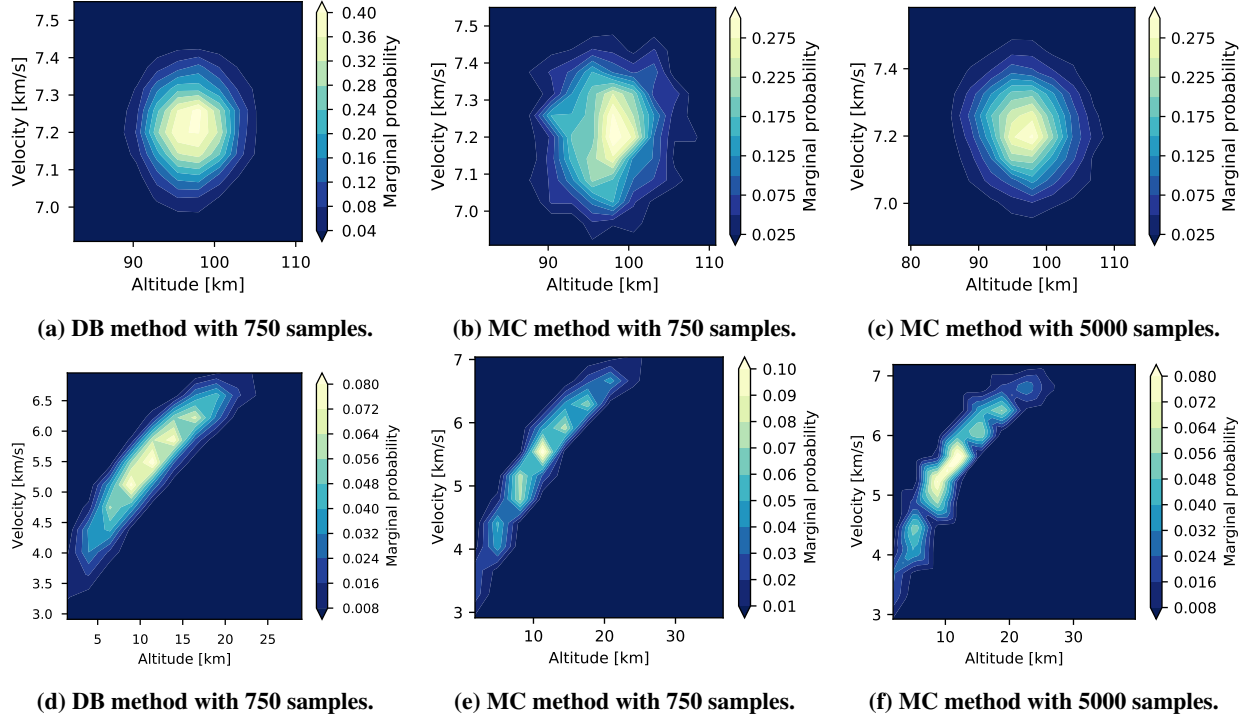 7.5
7.4
7.3
7.2
7.1
7.0
Velocity [km/s]
90 100 110
Altitude [km]
0.40
0.36
0.32
0.28
0.24
0.20
0.16
0.12
0.08
0.04
Marginal probability
(a) DB method with 750 samples.
7.5
7.4
7.3
7.2
7.1
7.0
Velocity [km/s]
90 100 110
Altitude [km]
0.275
0.225
0.175
0.125
0.075
0.025
Marginal probability
(b) MC method with 750 samples.
7.4
7.2
7.0
Velocity [km/s]
80 90 100 110
Altitude [km]
0.275
0.225
0.175
0.125
0.075
0.025
Marginal probability
(c) MC method with 5000 samples.
6.5
6.0
5.5
5.0
4.5
4.0
3.5
3.0
Velocity [km/s]
5 10 15 20 25
Altitude [km]
0.080
0.072
0.064
0.056
0.048
0.040
0.032
0.024
0.016
0.008
Marginal probability
(d) DB method with 750 samples.
7
6
5
4
3
Velocity [km/s]
10 20 30
Altitude [km]
0.10
0.09
0.08
0.07
0.06
0.05
0.04
0.03
0.02
0.01
Marginal probability
(e) MC method with 750 samples.
7
6
5
4
3
Velocity [km/s]
10 20 30
Altitude [km]
0.080
0.072
0.064
0.056
0.048
0.040
0.032
0.024
0.016
0.008
Marginal probability
(f) MC method with 5000 samples.